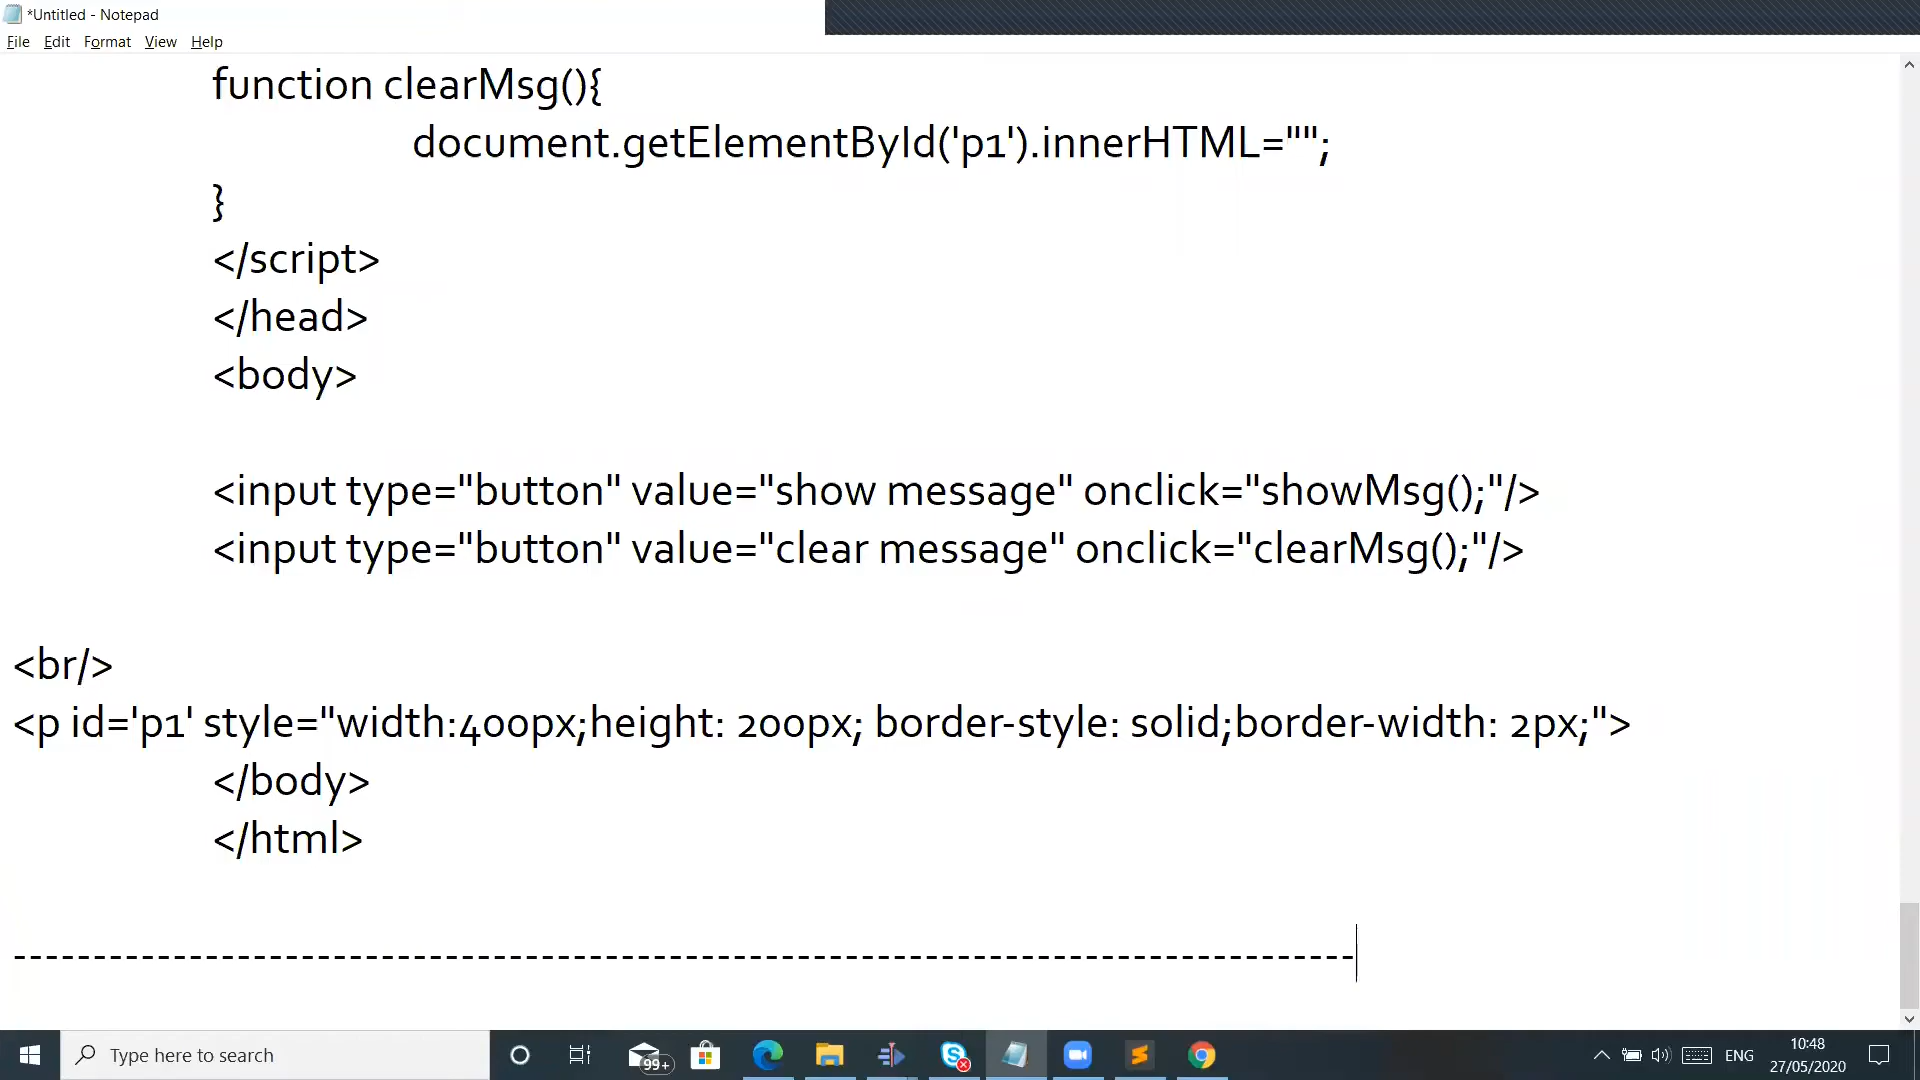 *Untitled - Notepad
File Edit Format View Help
function clearMsg(){
document.getElementById('p1').innerHTML="";
}
</script>
</head>
<body>
<input type="button" value="show message" onclick="showMsg();"/>
<input type="button" value="clear message" onclick="clearMsg();"/>
<br/>
<p id='p1' style="width:400px;height: 200px; border-style: solid;border-width: 2px;">
</body>
</html>
------------------------------------------------------------------------------------
Type here to search
99+
ENG
10:48
27/05/2020